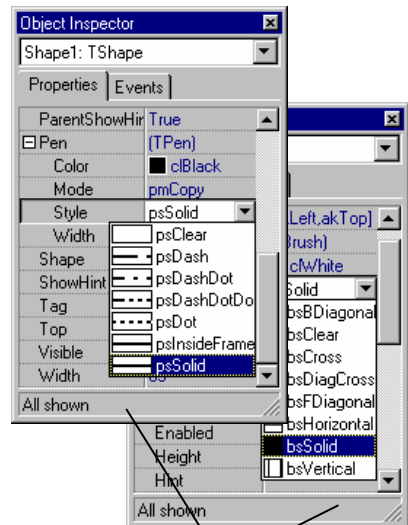 Object Inspector
Shape1: TShape
Properties Events
ParentShowHir True
Pen (TPen)
Color clBlack
Mode pmCopy
Style psSolid
Width psClear
Shape psDash
ShowHint psDashDot
Tag psDashDotDo
Top psDot
Visible psInsideFrame
Width psSolid
All shown
Left,akTop]
Brush)
clWhite
Solid
bsBDiagonal
bsClear
bsCross
bsDiagCross
bsFDiagonal
bsHorizontal
Enabled bsSolid
Height bsVertical
Hint
All shown